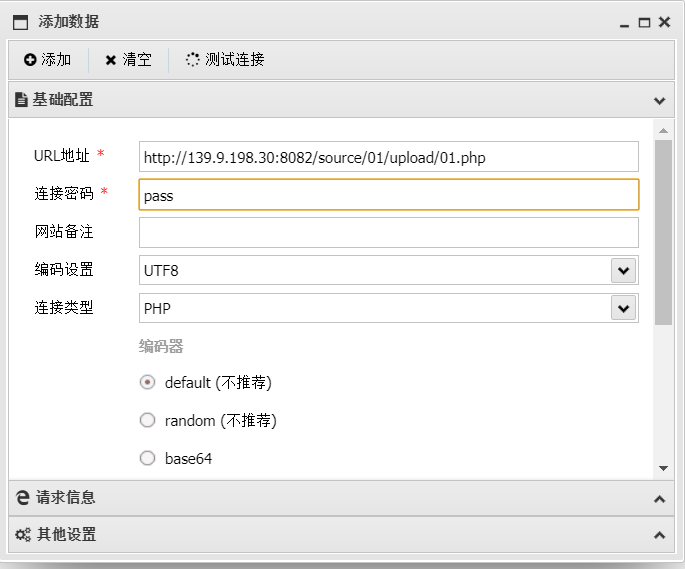 添加数据
添加 清空 测试连接
基础配置
URL地址 * http://139.9.198.30:8082/source/01/upload/01.php
连接密码 * pass
网站备注
编码设置 UTF8
连接类型 PHP
编码器
default (不推荐)
random (不推荐)
base64
请求信息
其他设置